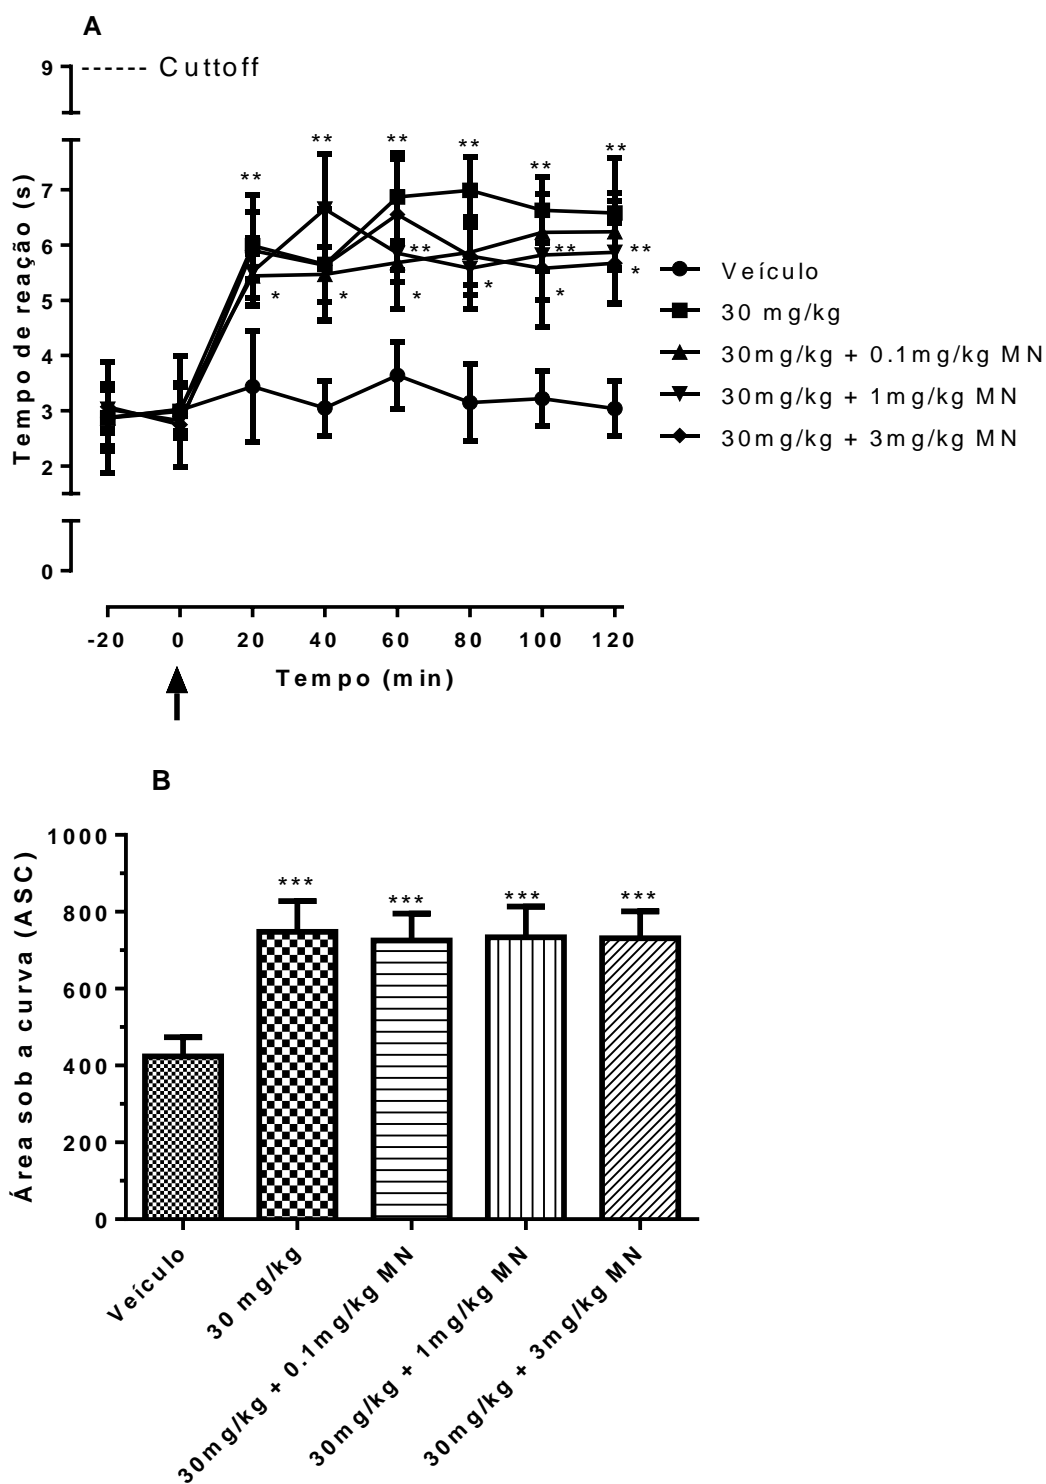 A
9
------ Cuttoff
** ** ** ** ** **
7
6
5
4
3
2
0
** ** **
* * * * * *
Tempo de reação (s)
Veículo
30 mg/kg
30mg/kg + 0.1mg/kg MN
30mg/kg + 1mg/kg MN
30mg/kg + 3mg/kg MN
-20 0 20 40 60 80 100 120
Tempo (min)
B
1000
800
600
400
200
0
Área sob a curva (ASC)
*** *** *** ***
Veículo
30 mg/kg
30mg/kg + 0.1mg/kg MN
30mg/kg + 1mg/kg MN
30mg/kg + 3mg/kg MN